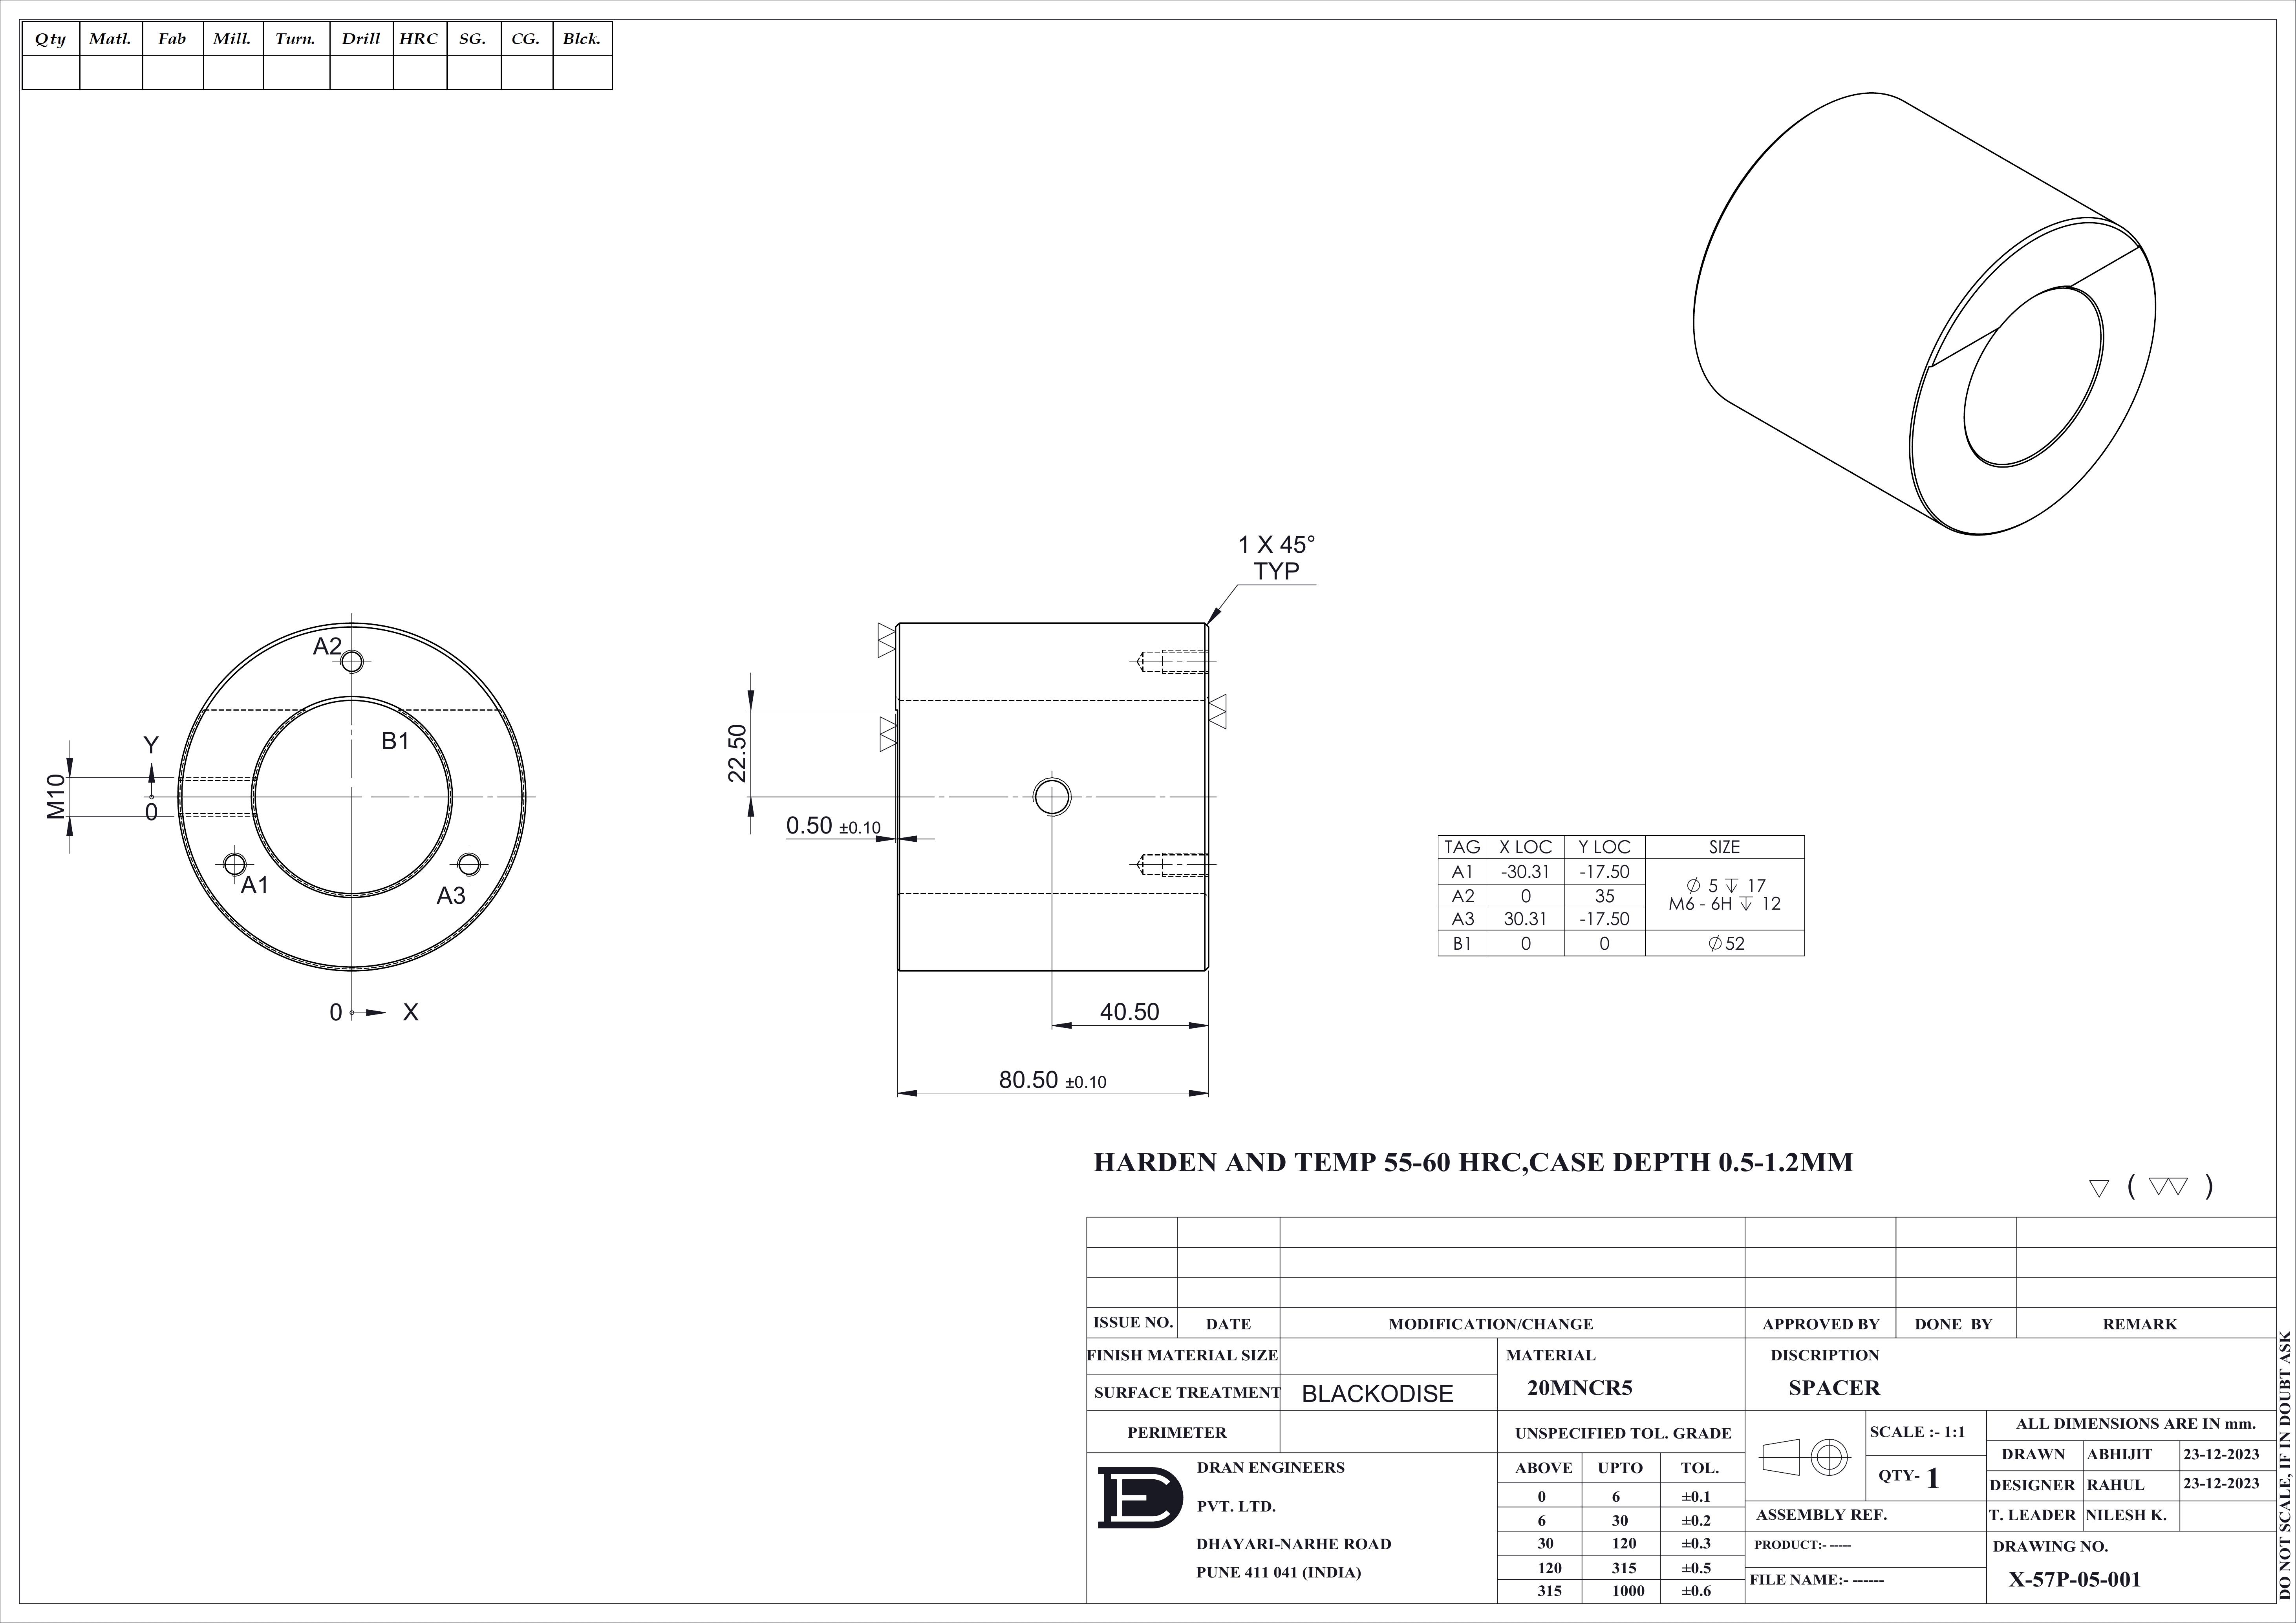 Qty Matl. Fab Mill. Turn. Drill HRC SG. CG. Blck.
1 X 45°
TYP
A2
B1
Y
0
M10
A1
A3
0 X
22.50
0.50 ±0.10
40.50
80.50 ±0.10
TAG X LOC Y LOC SIZE
A1 -30.31 -17.50
A2 0 35
A3 30.31 -17.50
∅ 5 ↧ 17
M6 - 6H ↧ 12
B1 0 0 ∅52
HARDEN AND TEMP 55-60 HRC,CASE DEPTH 0.5-1.2MM
▽ ( ▽▽ )
ISSUE NO. DATE MODIFICATION/CHANGE APPROVED BY DONE BY REMARK
FINISH MATERIAL SIZE
SURFACE TREATMENT BLACKODISE
PERIMETER
MATERIAL
20MNCR5
DISCRIPTION
SPACER
UNSPECIFIED TOL. GRADE
ABOVE UPTO TOL.
0 6 ±0.1
6 30 ±0.2
30 120 ±0.3
120 315 ±0.5
315 1000 ±0.6
DRAN ENGINEERS
PVT. LTD.
DHAYARI-NARHE ROAD
PUNE 411 041 (INDIA)
SCALE :- 1:1
QTY- 1
ALL DIMENSIONS ARE IN mm.
DRAWN ABHIJIT 23-12-2023
DESIGNER RAHUL 23-12-2023
T. LEADER NILESH K.
ASSEMBLY REF.
PRODUCT:- -----
FILE NAME:- ------
DRAWING NO.
X-57P-05-001
DO NOT SCALE, IF IN DOUBT ASK